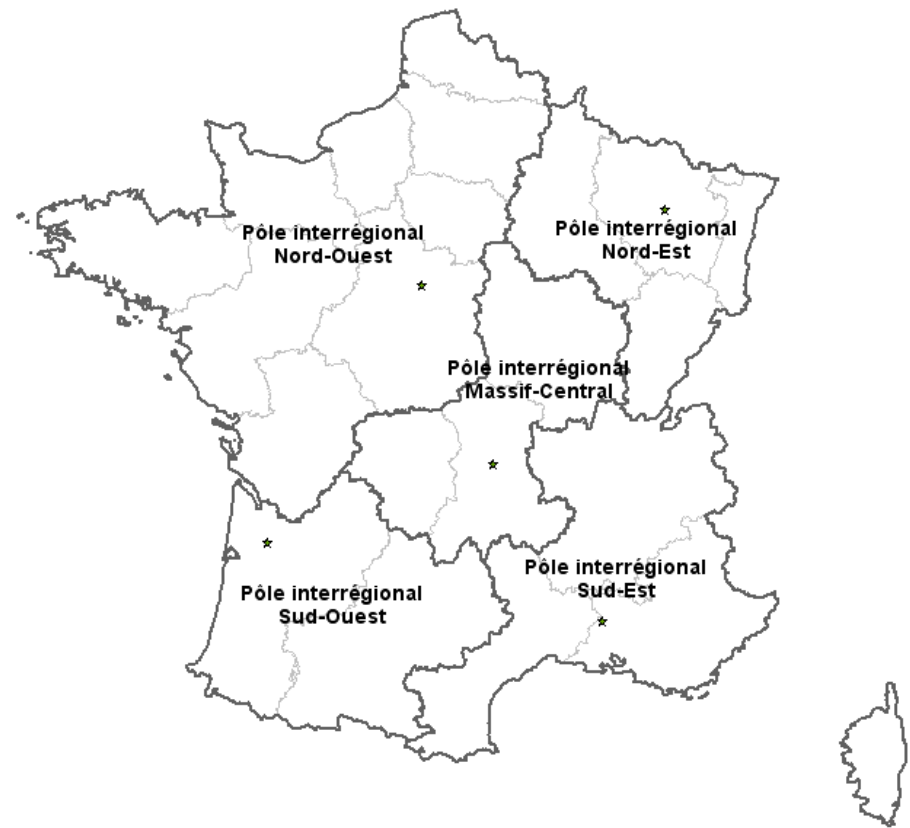 Pôle interrégional
Nord-Ouest
Pôle interrégional
Nord-Est
Pôle interrégional
Massif-Central
Pôle interrégional
Sud-Est
Pôle interrégional
Sud-Ouest